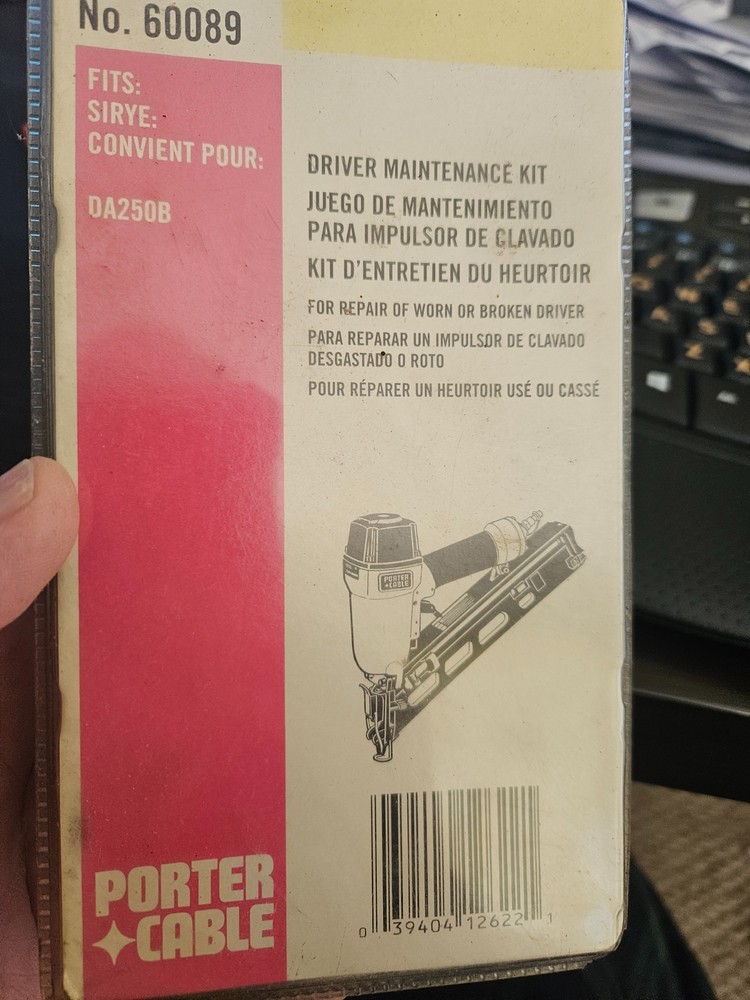 No. 60089
FITS:
SIRYE:
CONVIENT POUR:
DA250B
DRIVER MAINTENANCE KIT
JUEGO DE MANTENIMIENTO
PARA IMPULSOR DE CLAVADO
KIT D'ENTRETIEN DU HEURTOIR
FOR REPAIR OF WORN OR BROKEN DRIVER
PARA REPARAR UN IMPULSOR DE CLAVADO
DESGASTADO O ROTO
POUR RÉPARER UN HEURTOIR USÉ OU CASSÉ
PORTER
+CABLE
PORTER
CABLE
0 39404 12622 1